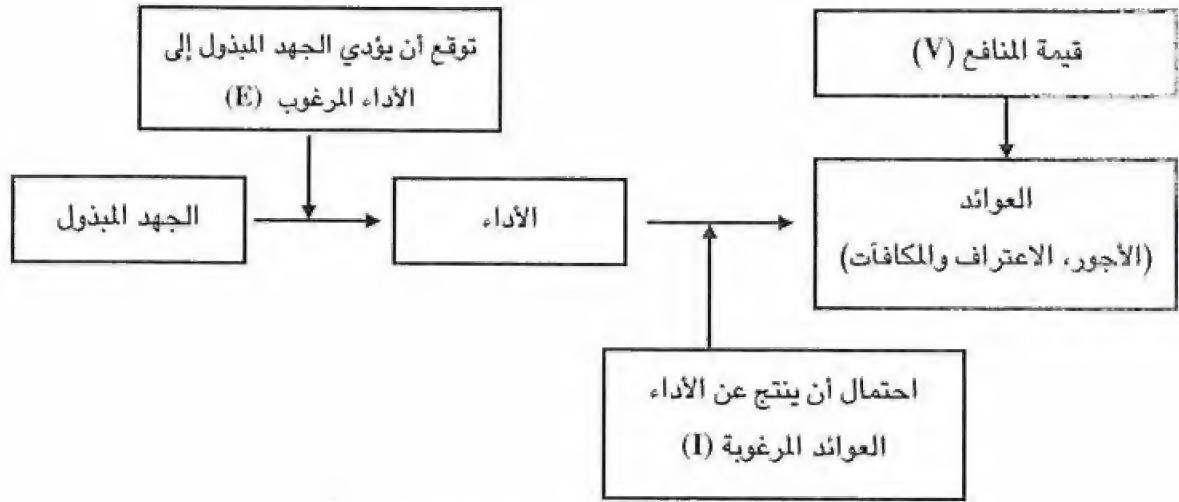 توقع أن يؤدي الجهد المبذول إلى
الأداء المرغوب (E)
قيمة المنافع (V)
الجهد المبذول
الأداء
العوائد
(الأجور، الاعتراف والمكافآت)
احتمال أن ينتج عن الأداء
العوائد المرغوبة (I)